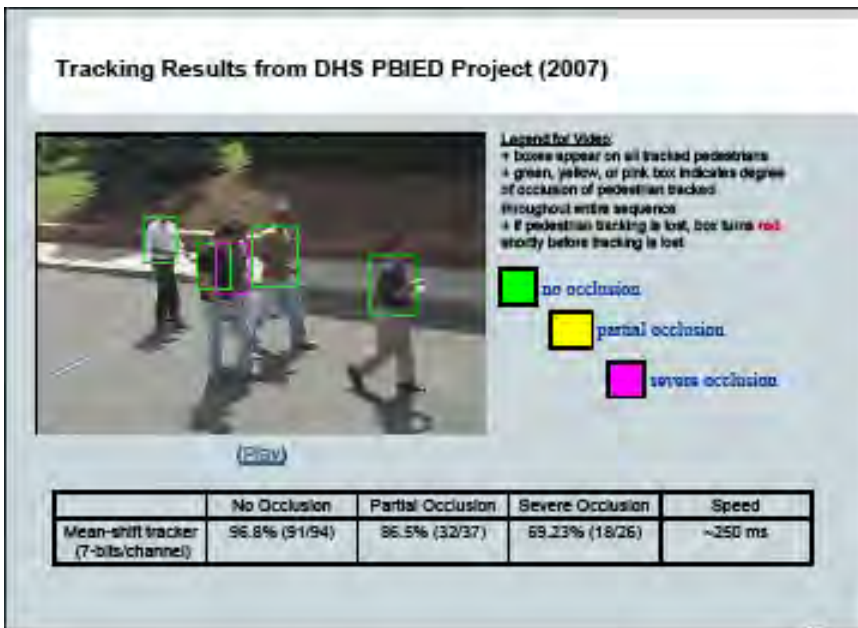 Tracking Results from DHS PBIED Project (2007)
Legend for Video:
+ boxes appear on all tracked pedestrians
+ green, yellow, or pink box indicates degree
of occlusion of pedestrian tracked
throughout entire sequence
+ if pedestrian tracking is lost, box turns red
shortly before tracking is lost
no occlusion
partial occlusion
severe occlusion
(Play)
No Occlusion Partial Occlusion Severe Occlusion Speed
Mean-shift tracker
(7-bits/channel) 96.8% (91/94) 86.5% (32/37) 69.23% (18/26) ~250 ms